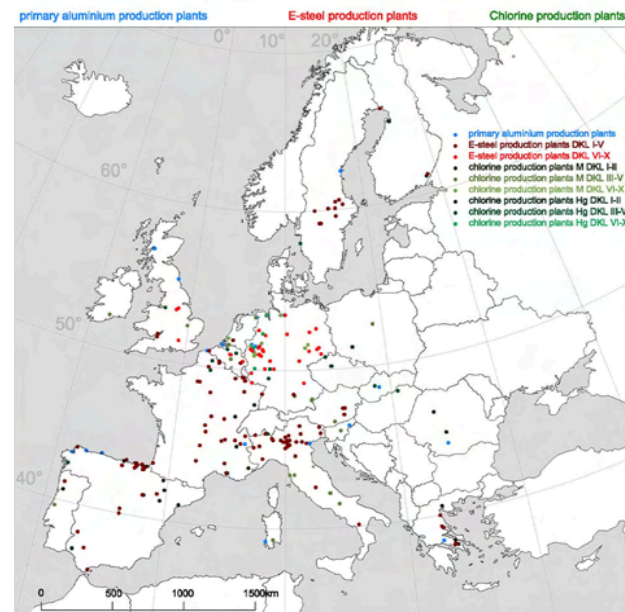 primary aluminium production plants E-steel production plants Chlorine production plants
0° 10° 20°
60°
50°
40°
primary aluminium production plants
E-steel production plants DKL I-V
E-steel production plants DKL VI-X
chlorine production plants M DKL I-II
chlorine production plants M DKL III-V
chlorine production plants M DKL VI-X
chlorine production plants Hg DKL I-II
chlorine production plants Hg DKL III-V
chlorine production plants Hg DKL VI-X
0 500 1000 1500km